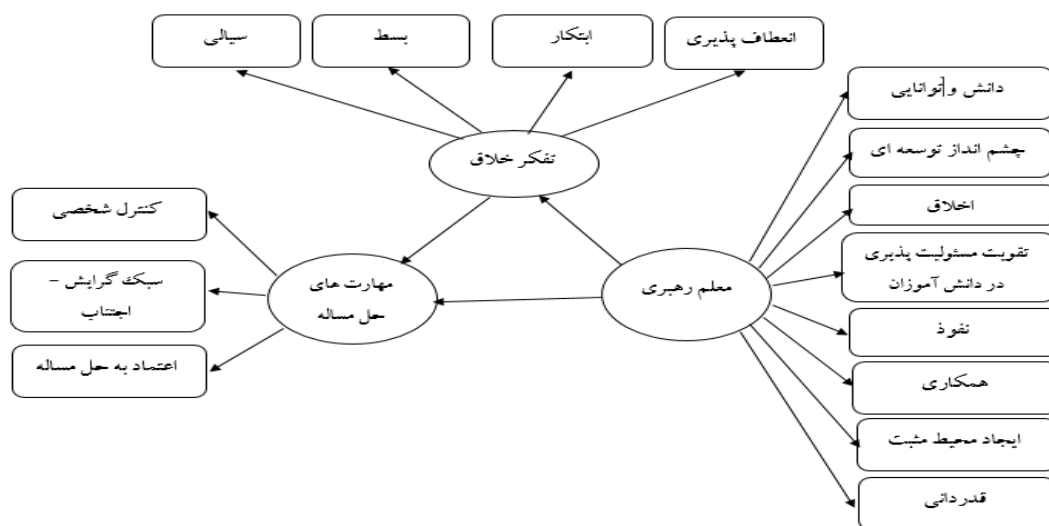 انعطاف پذیری
ابتکار
بسط
سیالی
تفکر خلاق
دانش و توانایی
چشم انداز توسعه ای
اخلاق
تقویت مسئولیت پذیری
در دانش آموزان
نفوذ
همکاری
ایجاد محیط مثبت
قدردانی
معلم رهبری
مهارت های
حل مساله
کنترل شخصی
سبک گرایش –
اجتناب
اعتماد به حل مساله